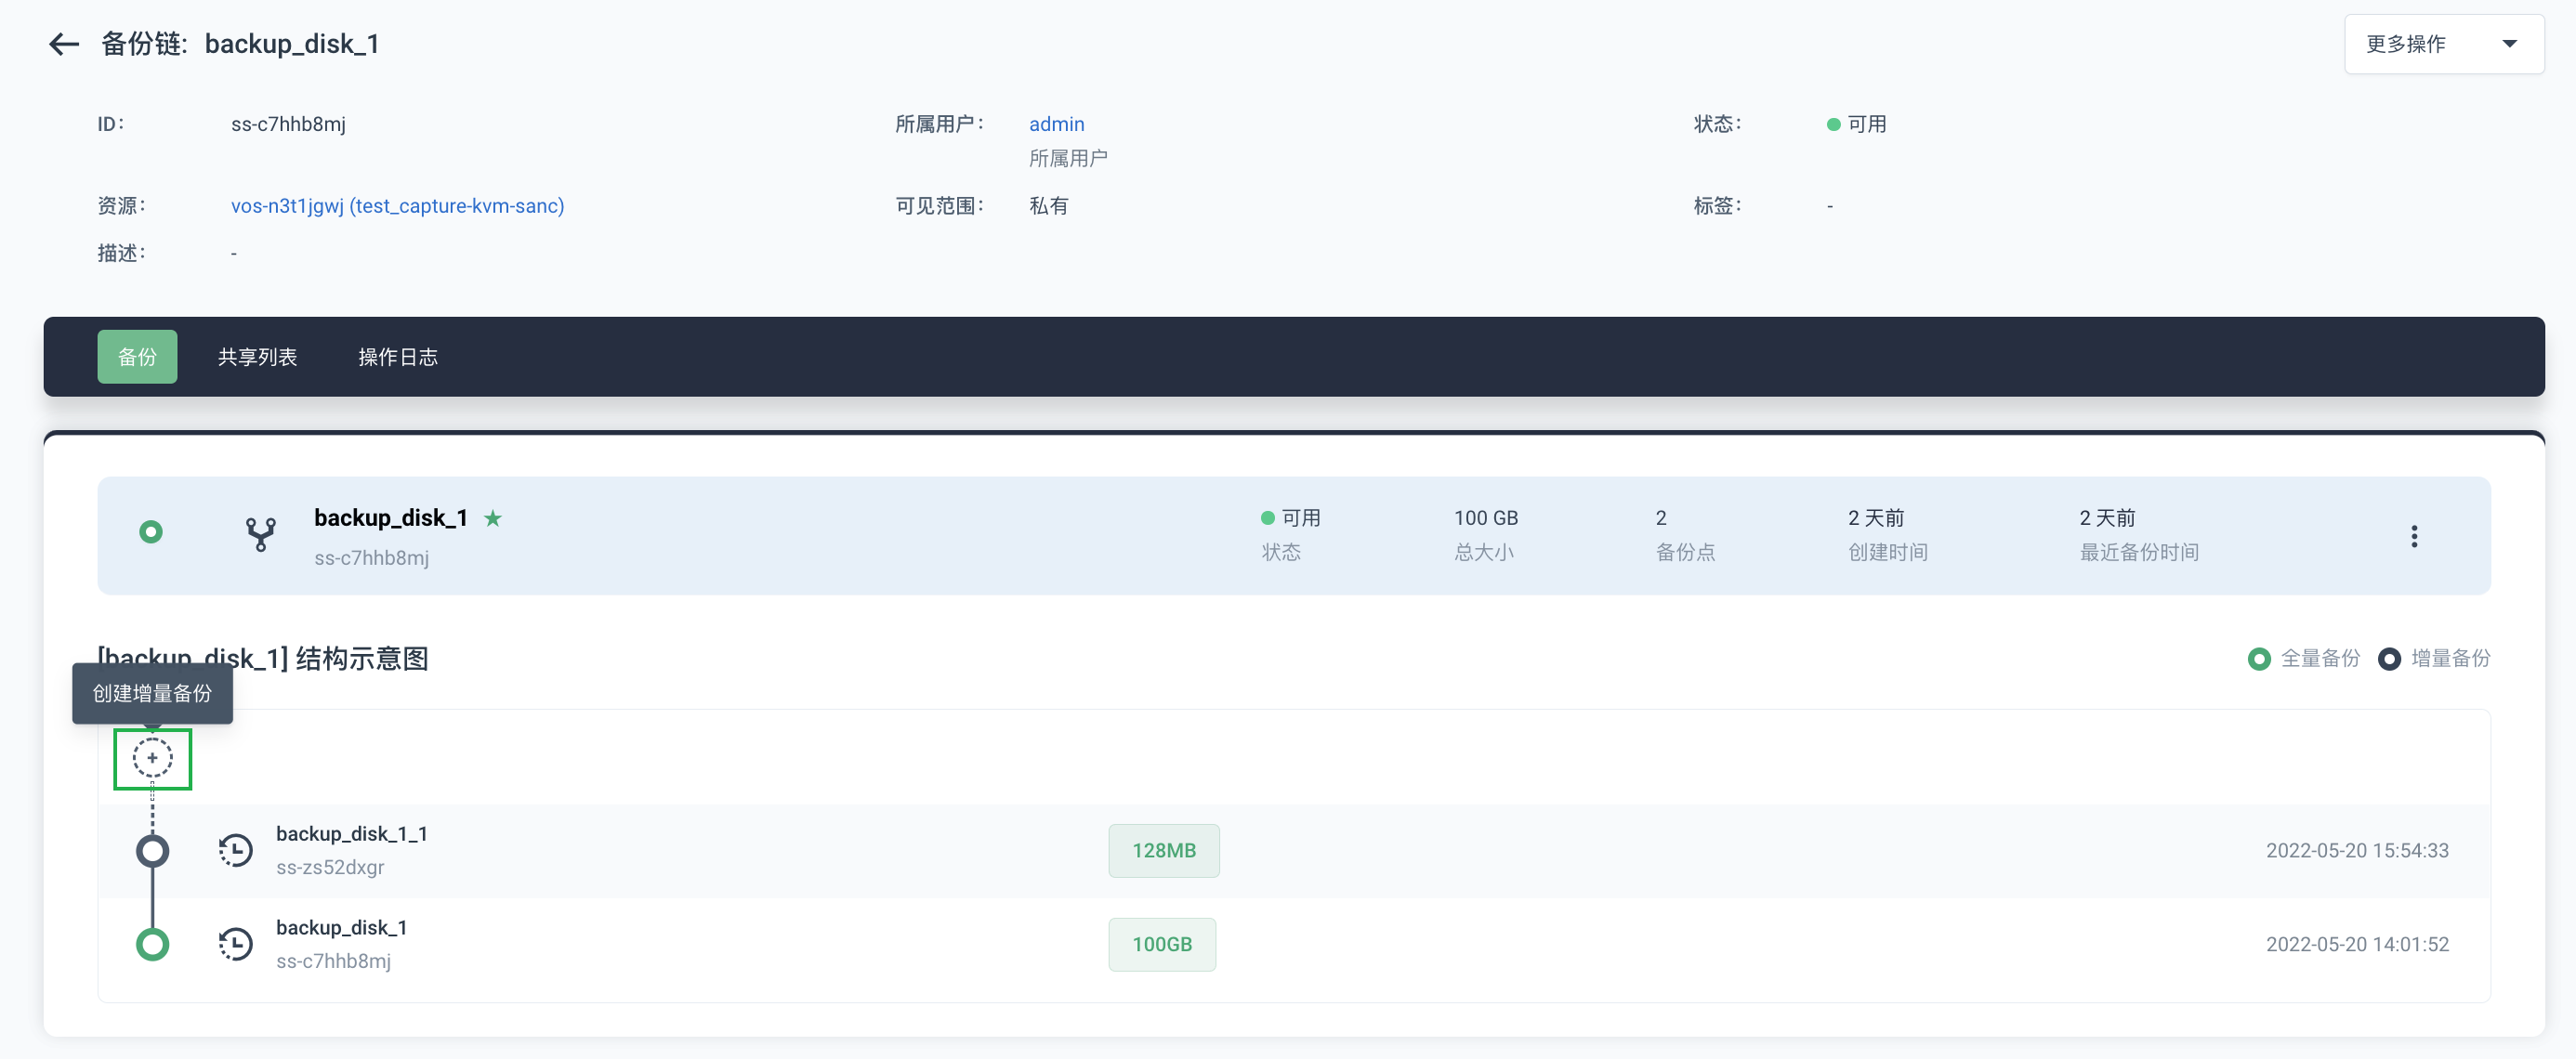 备份链: backup_disk_1
更多操作
ID: ss-c7hhb8mj
所属用户: admin
所属用户
状态: 可用
资源: vos-n3t1jgwj (test_capture-kvm-sanc)
可见范围: 私有
标签: -
描述: -
备份 共享列表 操作日志
backup_disk_1
ss-c7hhb8mj
可用
状态
100 GB
总大小
2
备份点
2 天前
创建时间
2 天前
最近备份时间
[backup_disk_1] 结构示意图
全量备份 增量备份
创建增量备份
backup_disk_1_1
ss-zs52dxgr
128MB
2022-05-20 15:54:33
backup_disk_1
ss-c7hhb8mj
100GB
2022-05-20 14:01:52